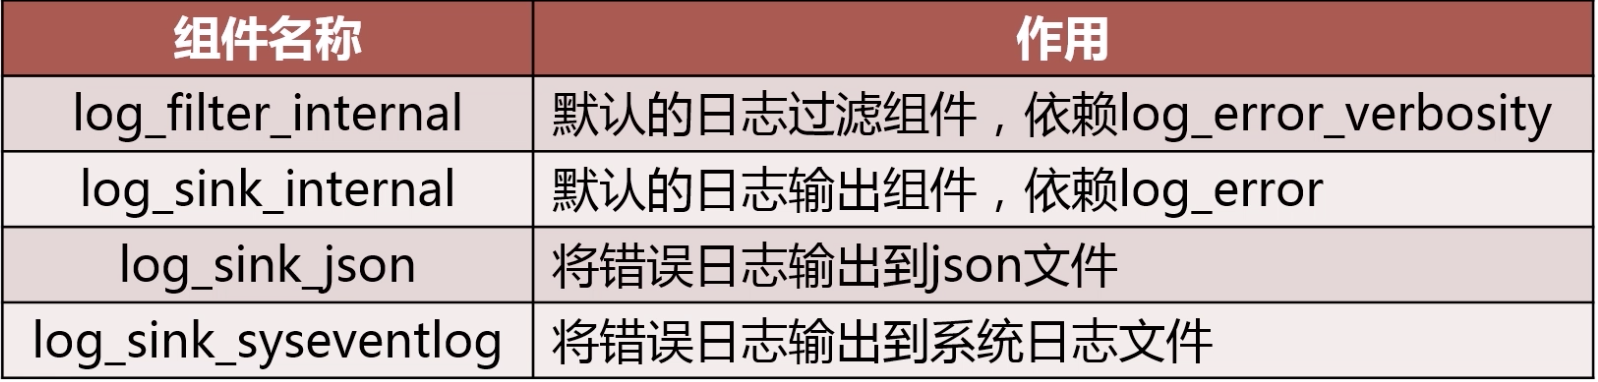 组件名称 作用
log_filter_internal 默认的日志过滤组件，依赖log_error_verbosity
log_sink_internal 默认的日志输出组件，依赖log_error
log_sink_json 将错误日志输出到json文件
log_sink_syseventlog 将错误日志输出到系统日志文件